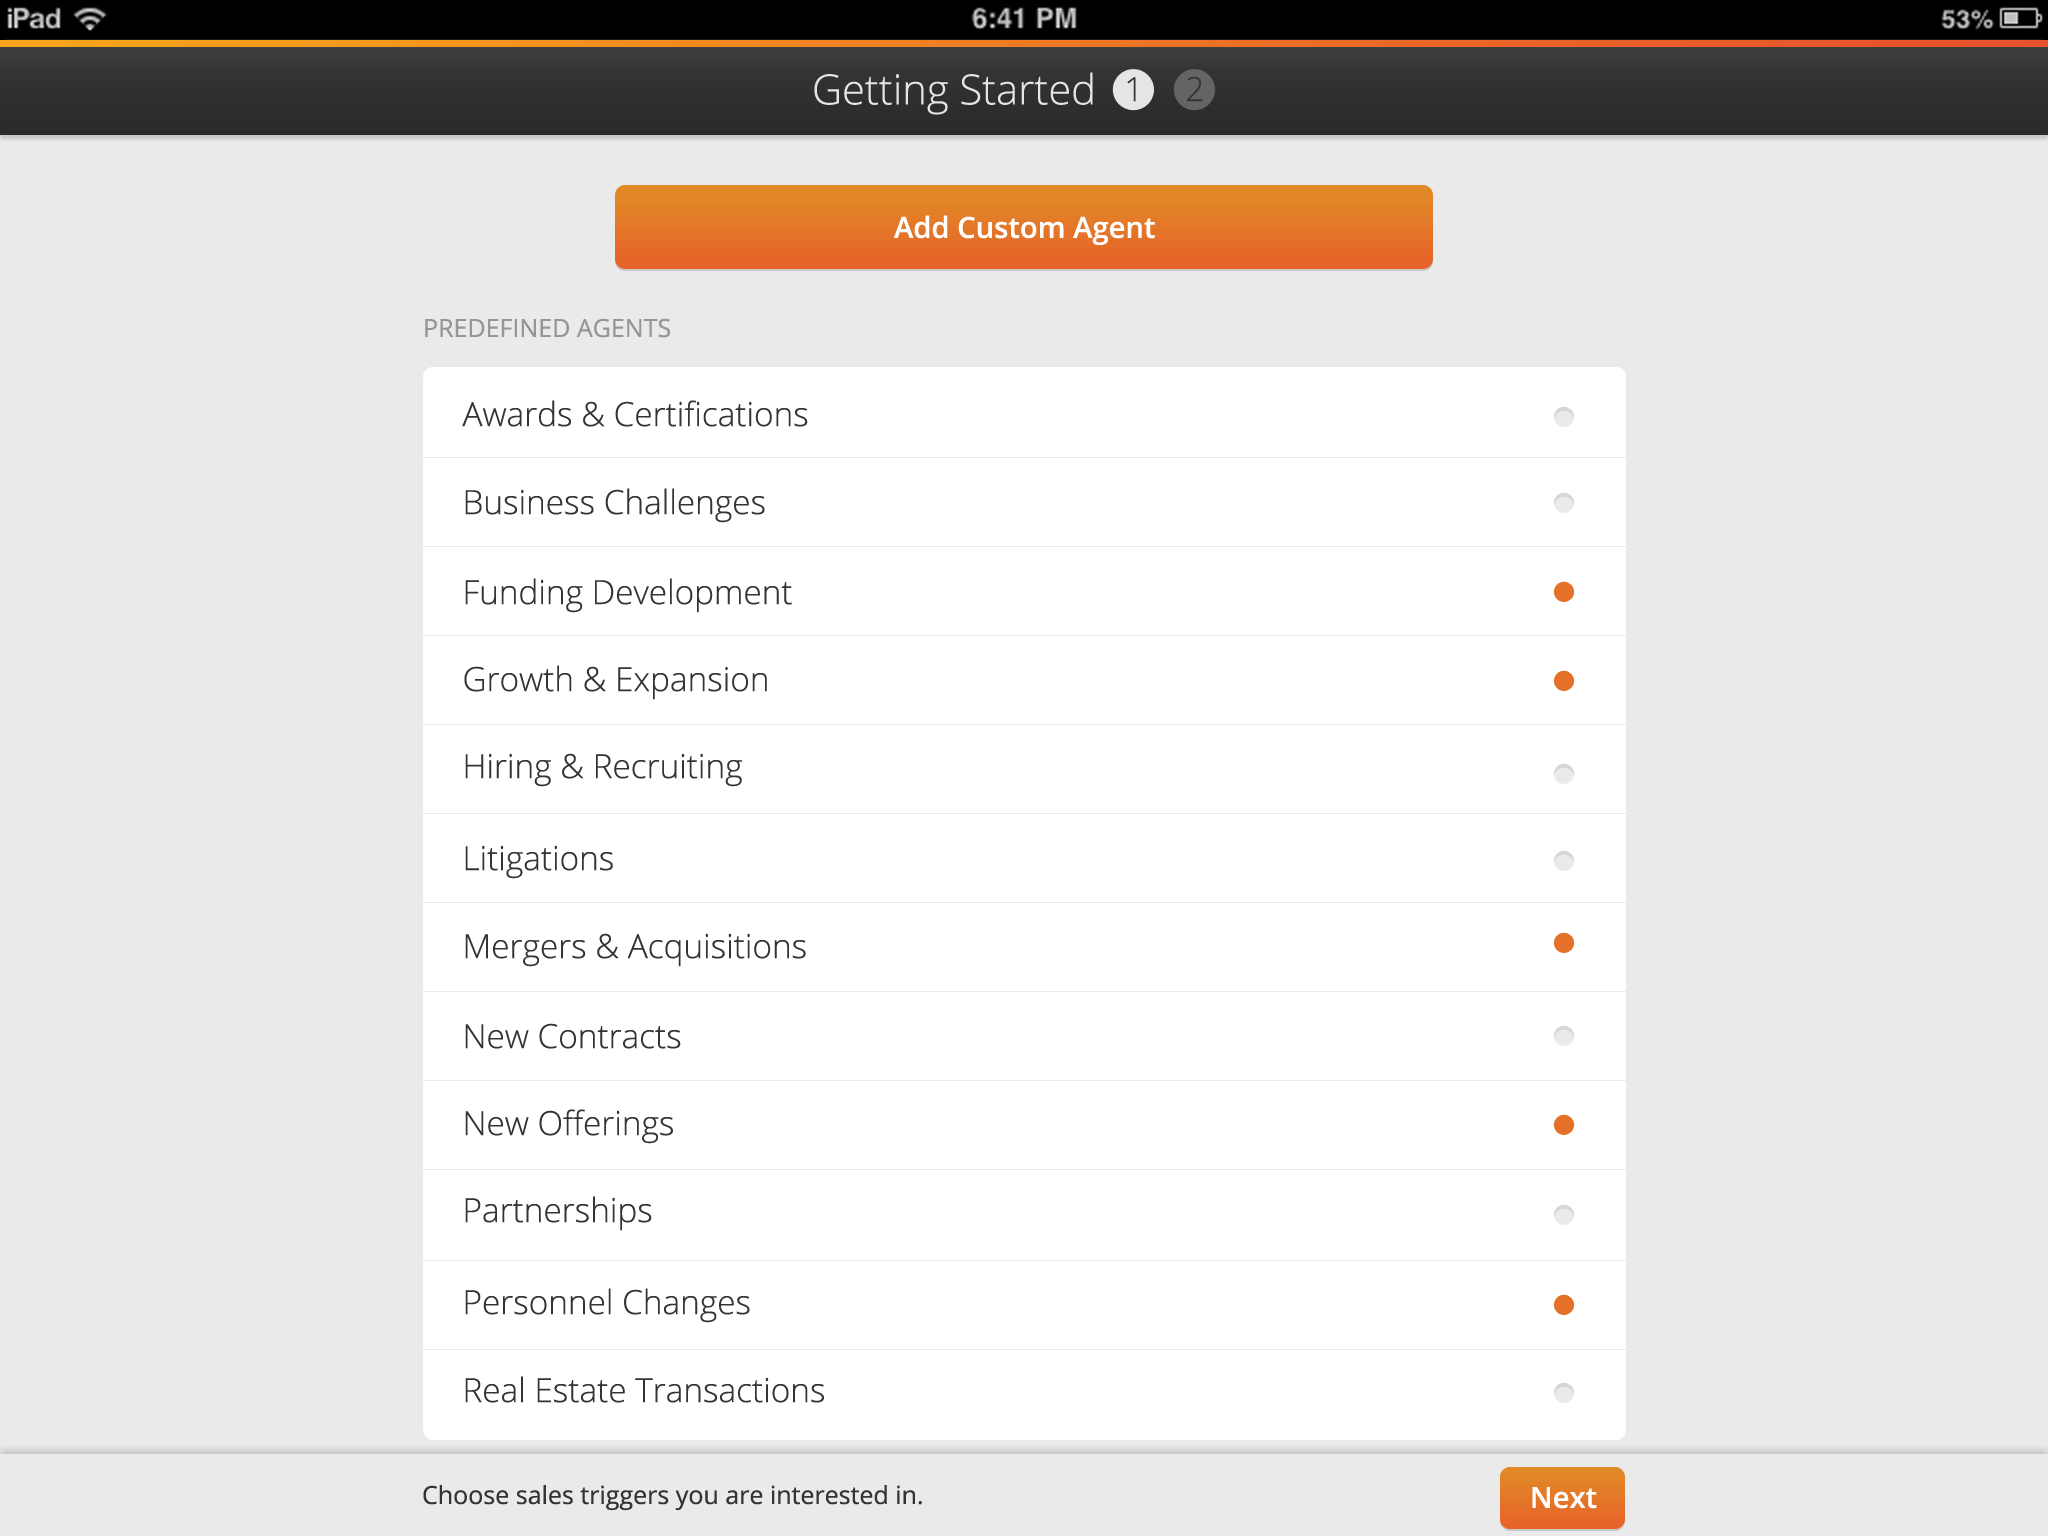 iPad 6:41 PM 53%
Getting Started 1 2
Add Custom Agent
PREDEFINED AGENTS
Awards & Certifications
Business Challenges
Funding Development
Growth & Expansion
Hiring & Recruiting
Litigations
Mergers & Acquisitions
New Contracts
New Offerings
Partnerships
Personnel Changes
Real Estate Transactions
Choose sales triggers you are interested in. Next